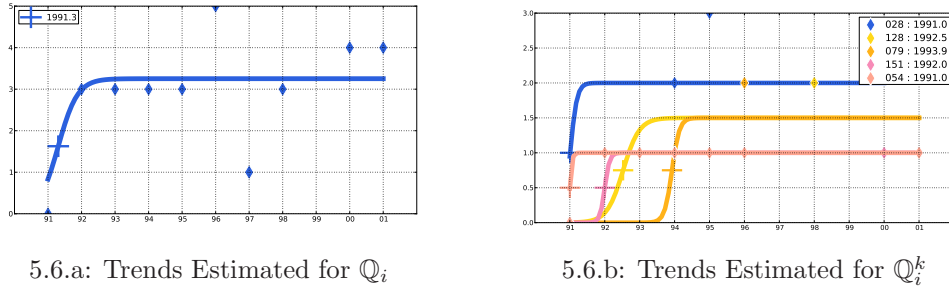 1991.3
5
4
3
2
1
0
91 92 93 94 95 96 97 98 99 00 01
5.6.a: Trends Estimated for ℚᵢ
3.0
2.5
2.0
1.5
1.0
0.5
0.0
028 : 1991.0
128 : 1992.5
079 : 1993.9
151 : 1992.0
054 : 1991.0
91 92 93 94 95 96 97 98 99 00 01
5.6.b: Trends Estimated for ℚᵢᵏ